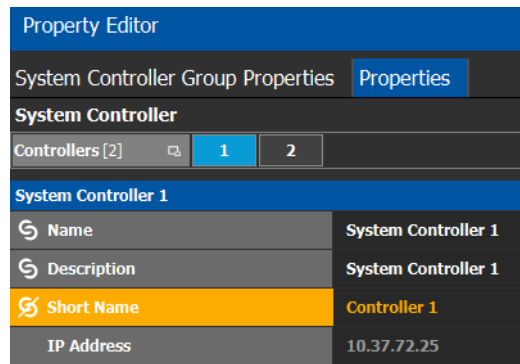 Property Editor
System Controller Group Properties Properties
System Controller
Controllers [2] 1 2
System Controller 1
Name System Controller 1
Description System Controller 1
Short Name Controller 1
IP Address 10.37.72.25